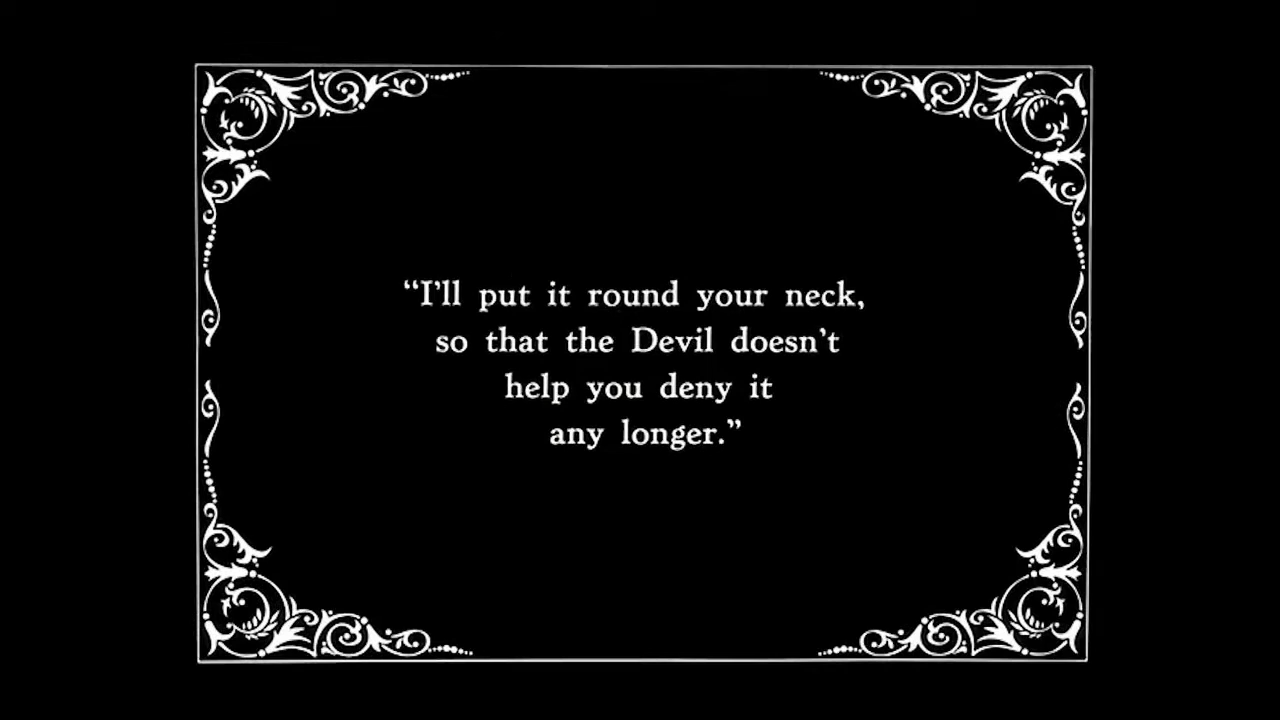 “I’ll put it round your neck,
so that the Devil doesn’t
help you deny it
any longer.”